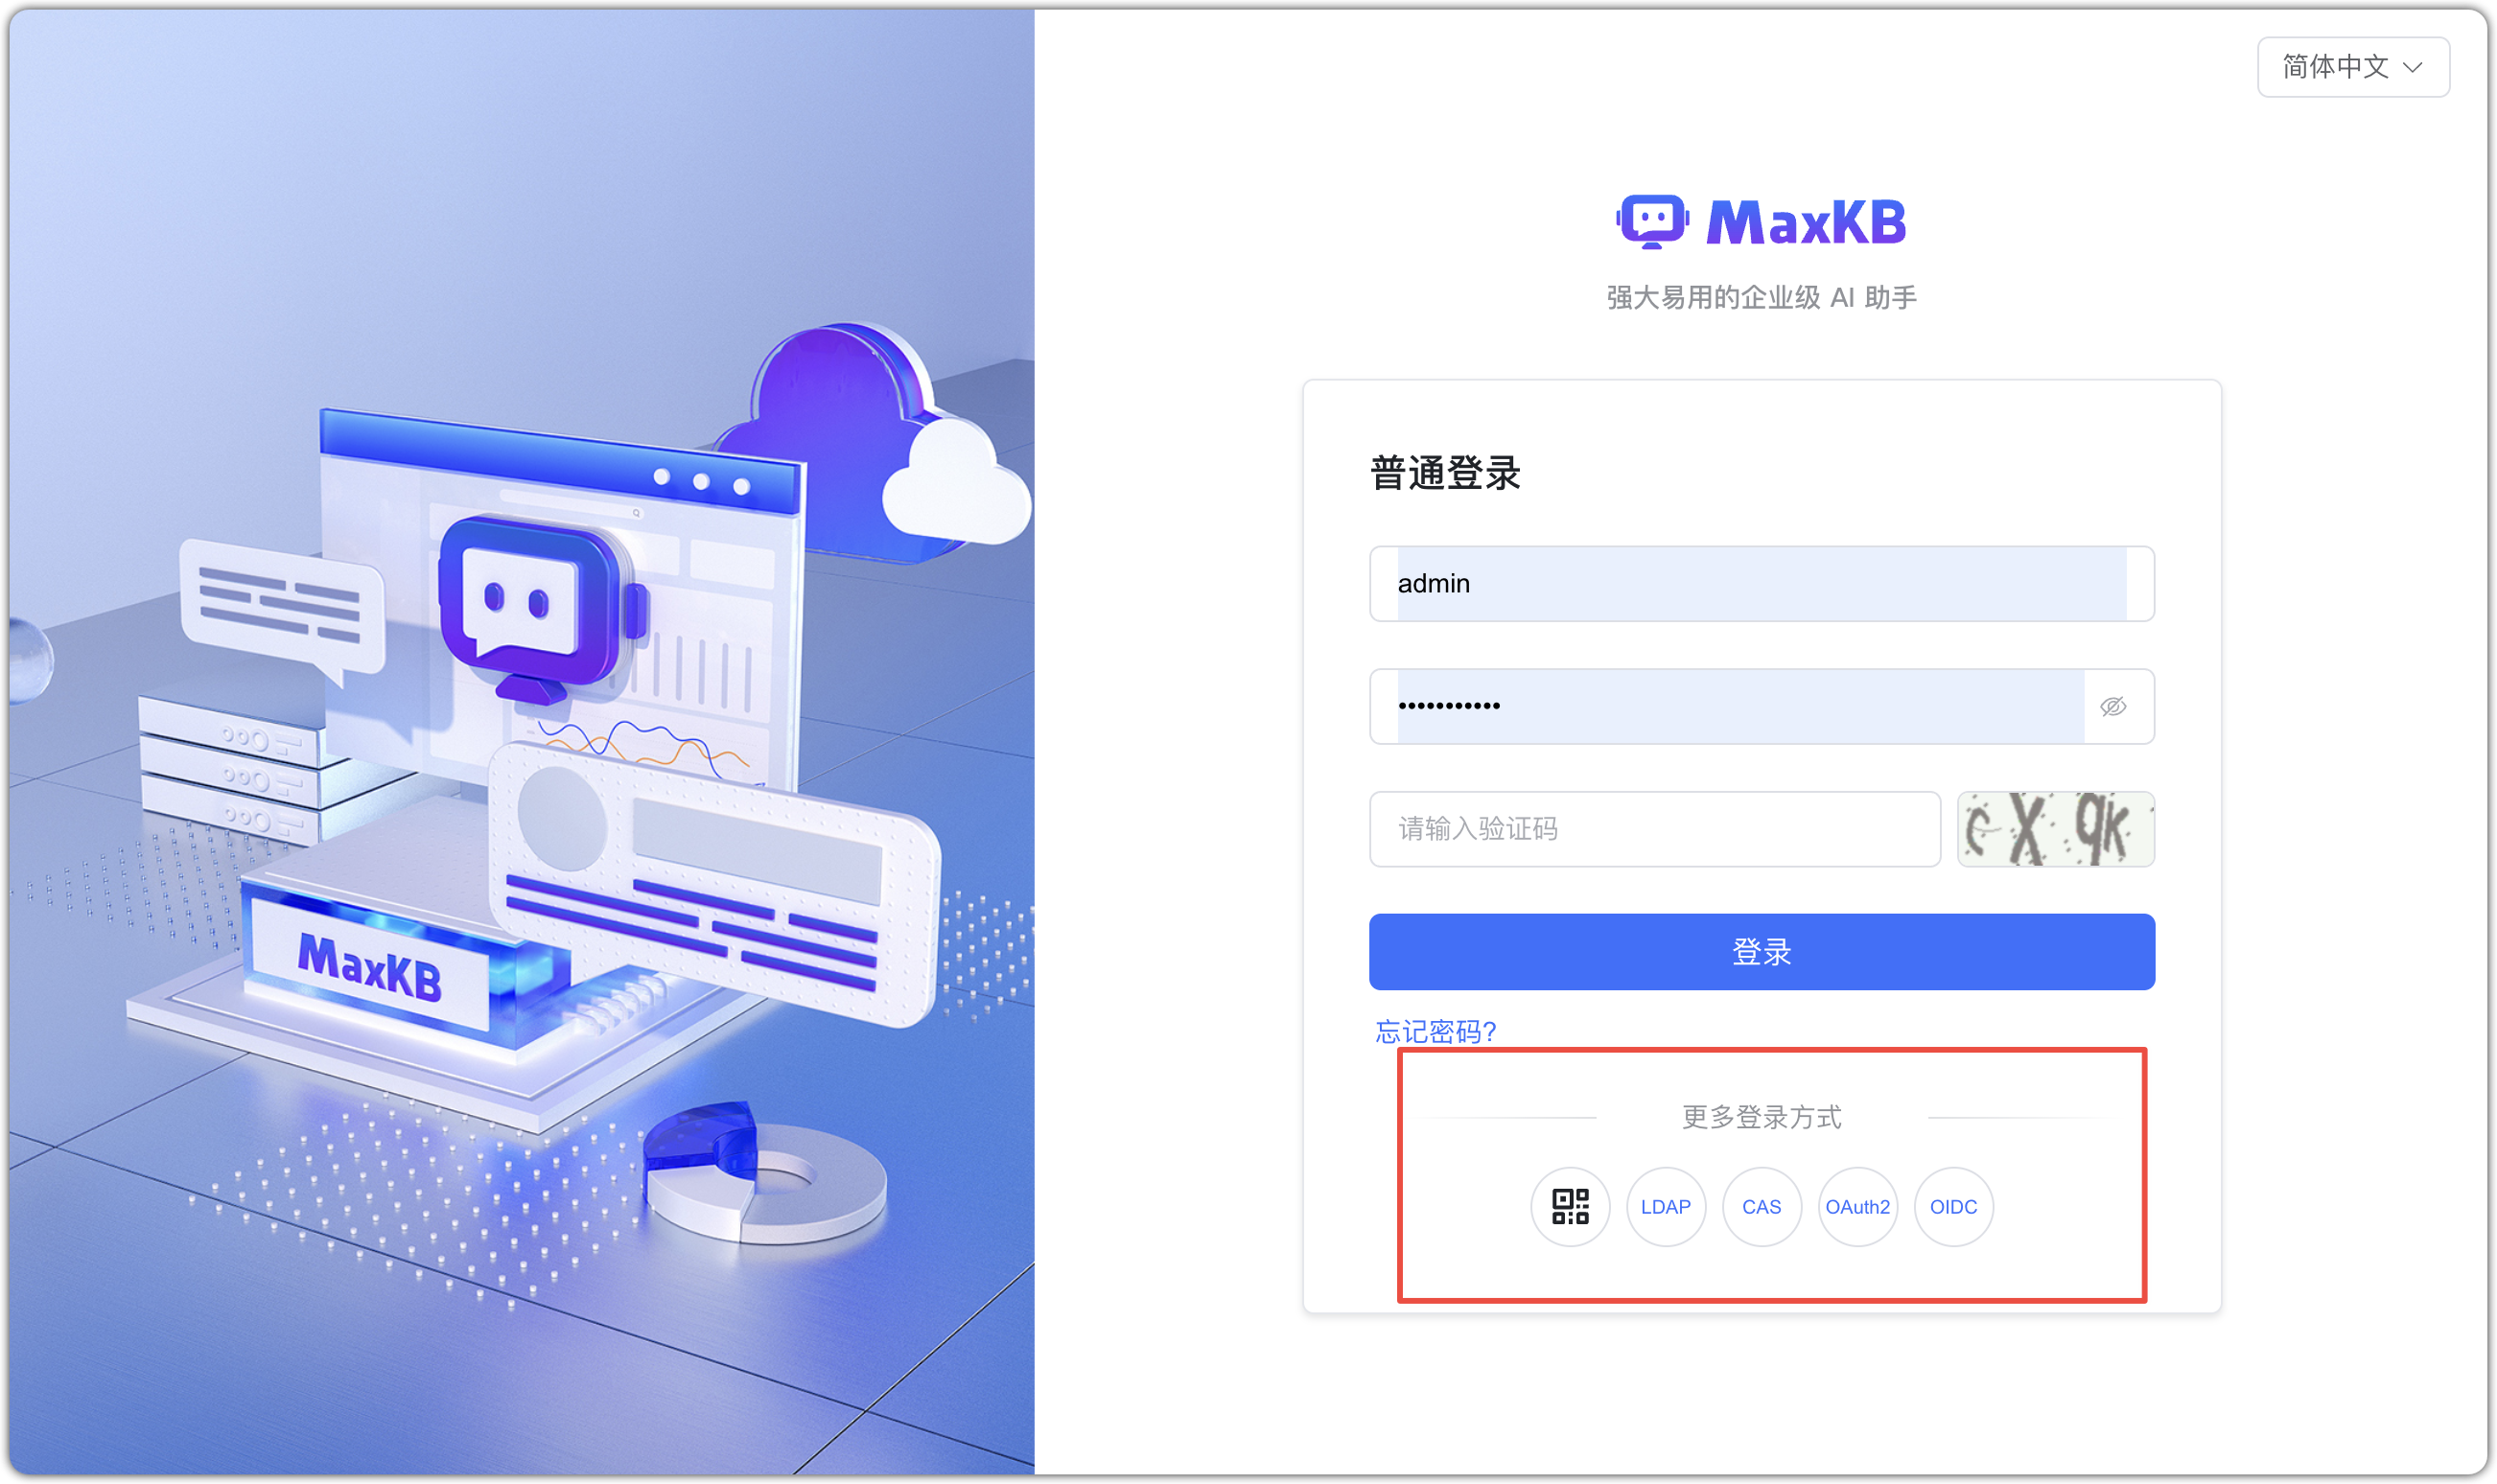 简体中文
MaxKB
强大易用的企业级 AI 助手
普通登录
admin
•••••••••••
请输入验证码
登录
忘记密码?
更多登录方式
LDAP
CAS
OAuth2
OIDC
MaxKB